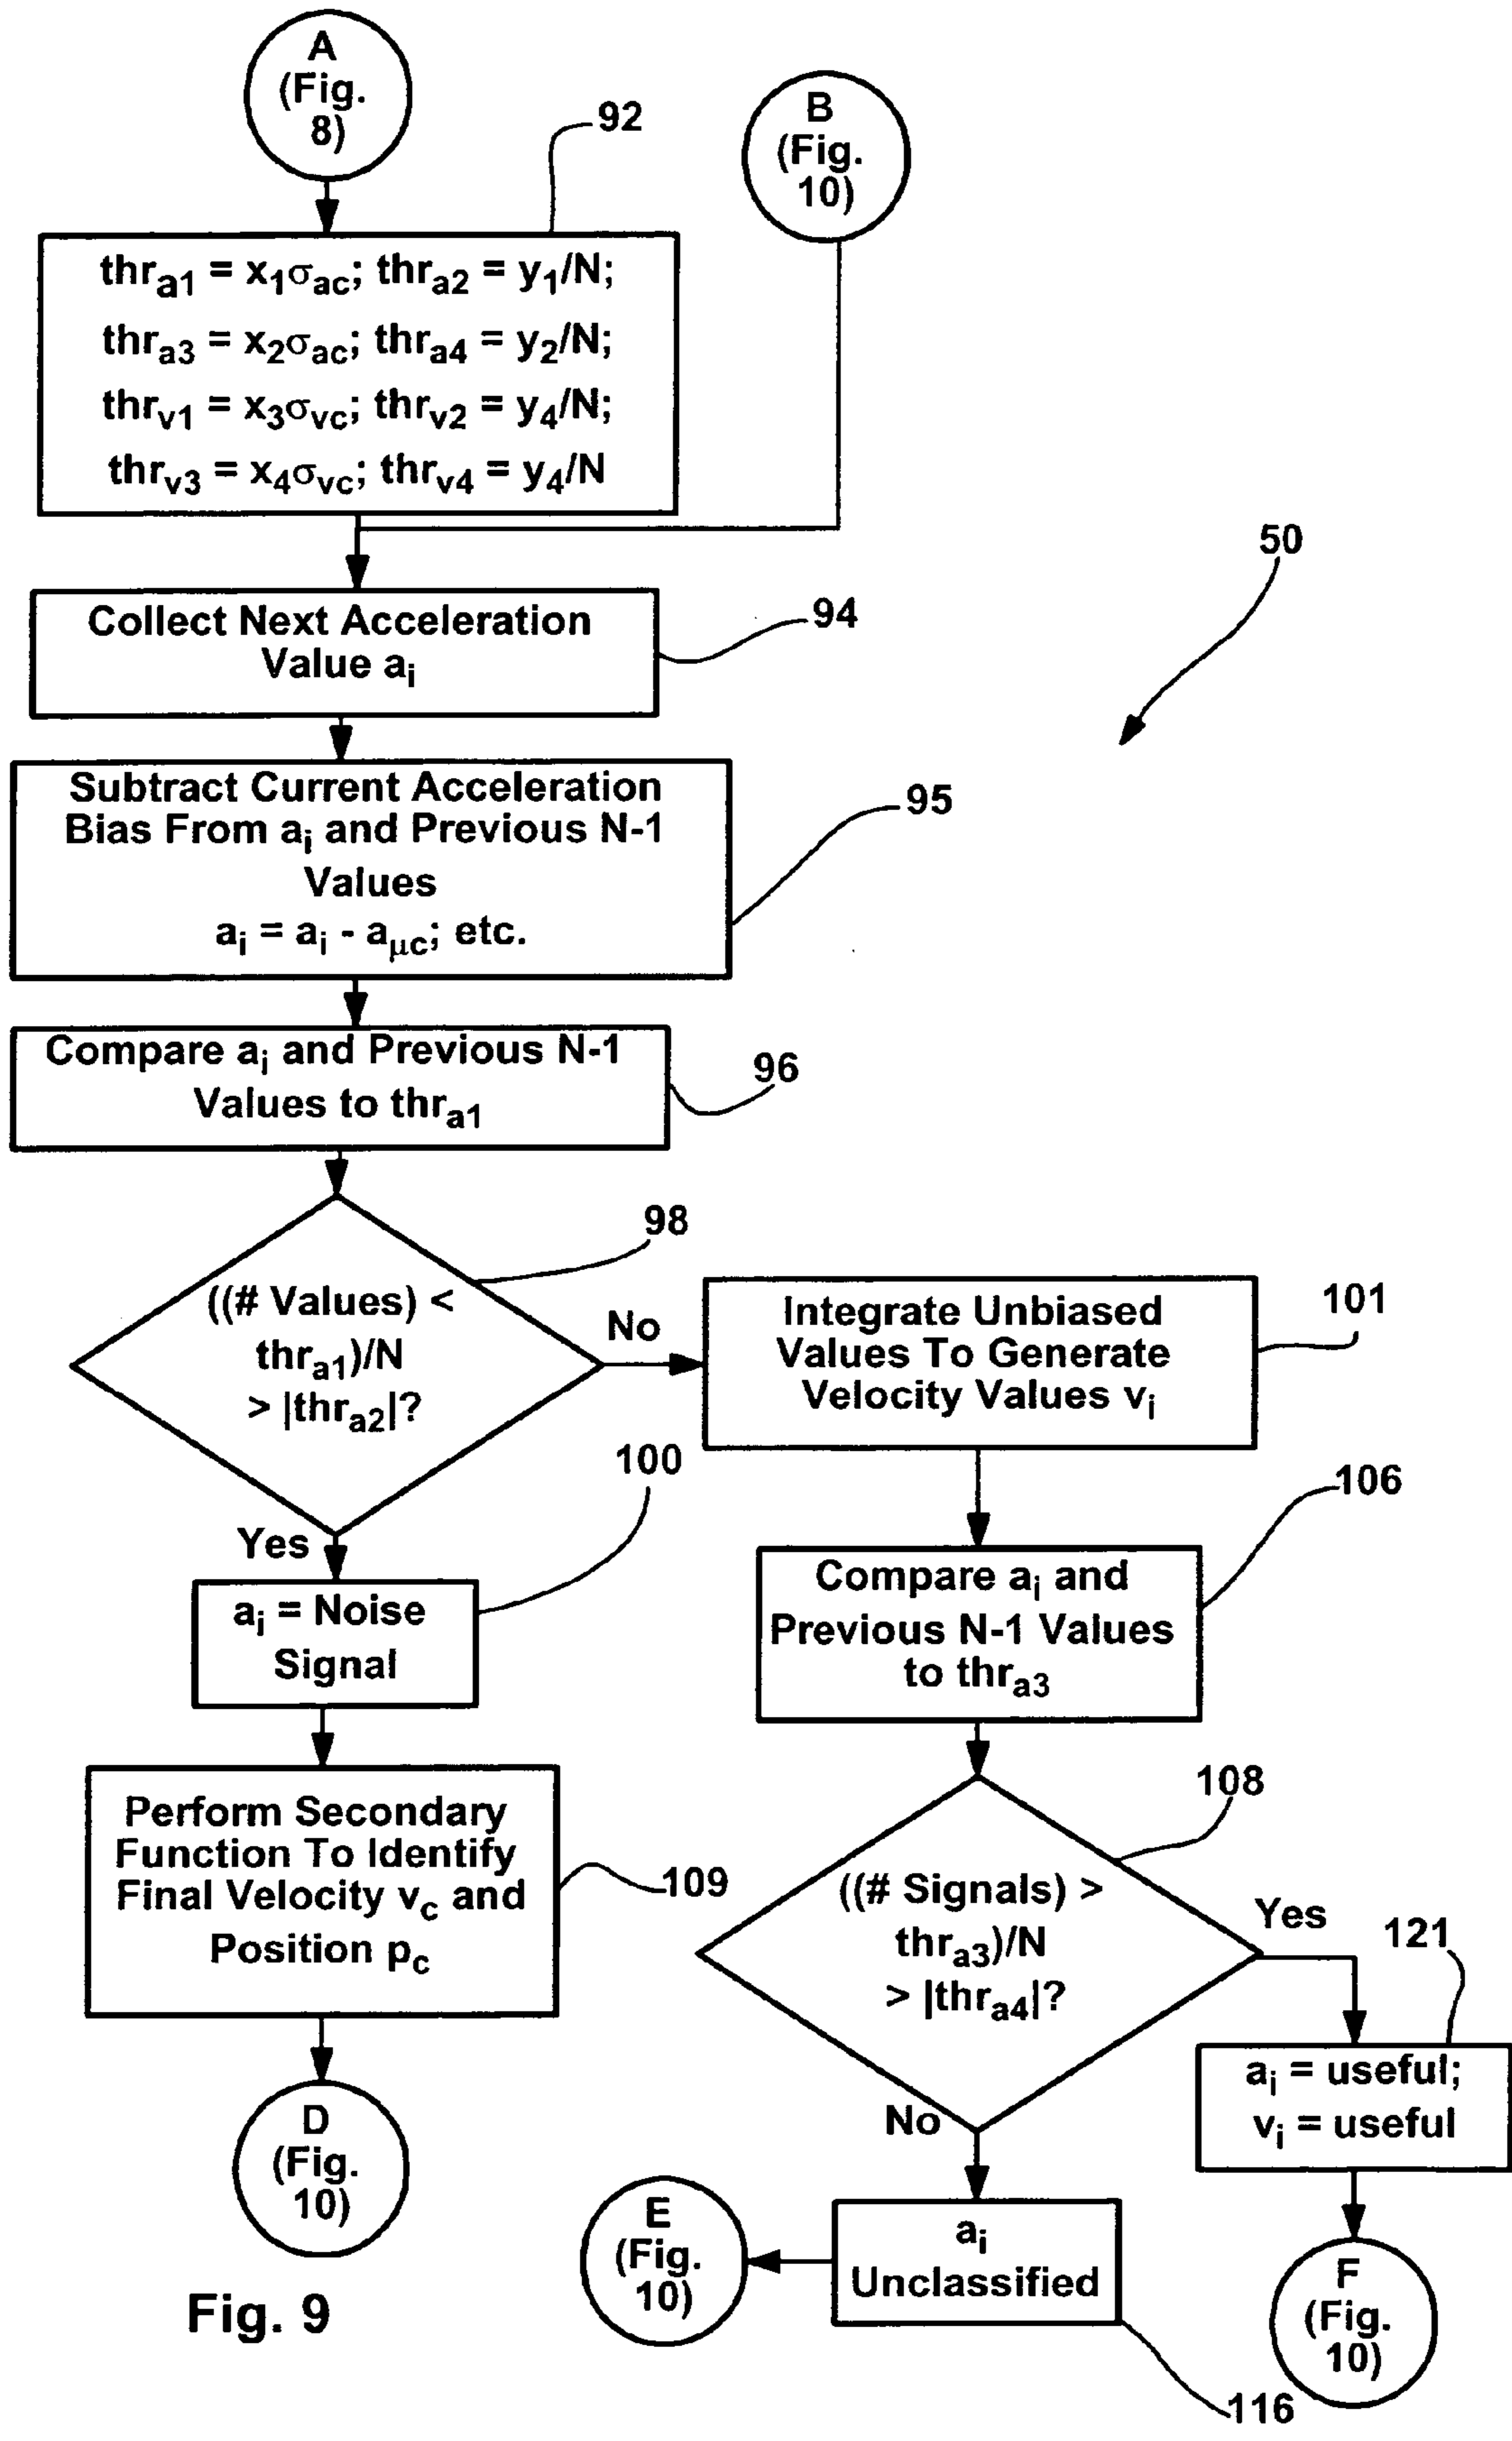 A
(Fig.
8)
B
(Fig.
10)
92
thra1 = x1σac; thra2 = y1/N;
thra3 = x2σac; thra4 = y2/N;
thrv1 = x3σvc; thrv2 = y4/N;
thrv3 = x4σvc; thrv4 = y4/N
50
Collect Next Acceleration
Value ai
94
Subtract Current Acceleration
Bias From ai and Previous N-1
Values
ai = ai - aμc; etc.
95
Compare ai and Previous N-1
Values to thra1
96
98
((# Values) <
thra1)/N
> |thra2|?
No
Integrate Unbiased
Values To Generate
Velocity Values vi
101
Yes
100
ai = Noise
Signal
Compare ai and
Previous N-1 Values
to thra3
106
Perform Secondary
Function To Identify
Final Velocity vc and
Position pc
109
108
((# Signals) >
thra3)/N
> |thra4|?
Yes
121
ai = useful;
vi = useful
No
D
(Fig.
10)
E
(Fig.
10)
ai
Unclassified
F
(Fig.
10)
116
Fig. 9